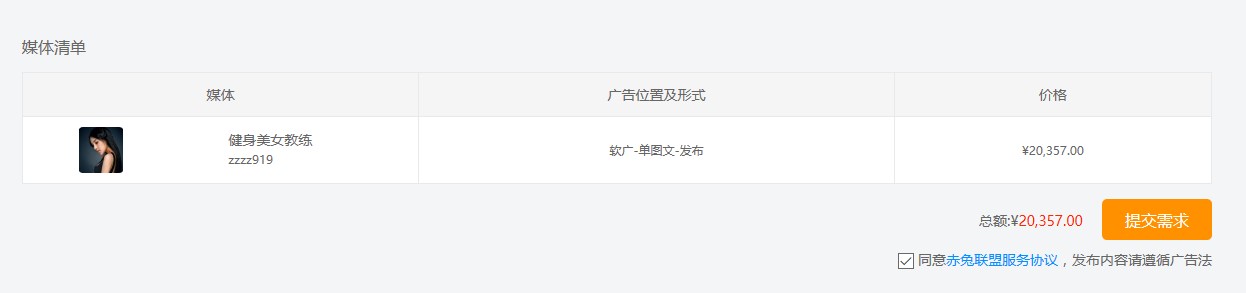 媒体清单
媒体 广告位置及形式 价格
健身美女教练
zzzz919
软广-单图文-发布
¥20,357.00
总额:¥20,357.00 提交需求
同意赤兔联盟服务协议，发布内容请遵循广告法